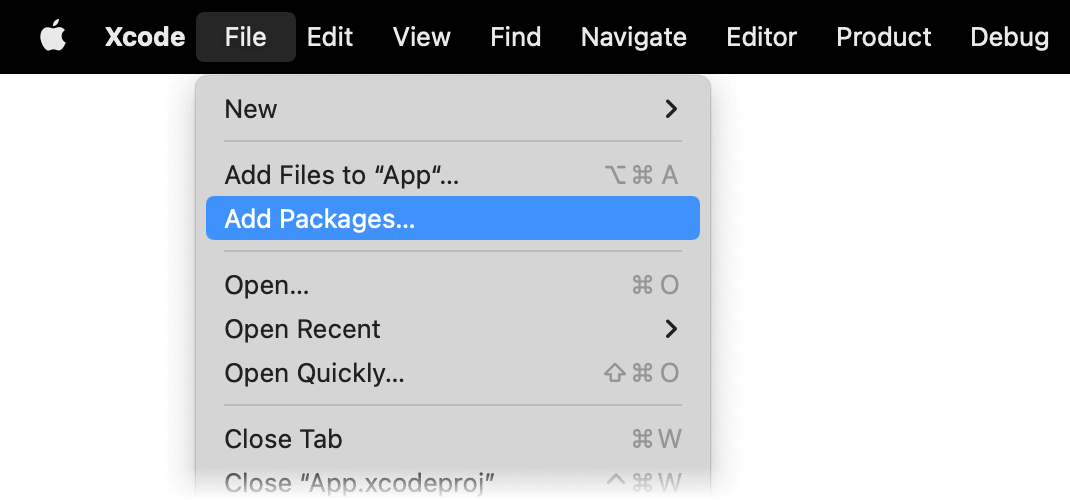 Xcode File Edit View Find Navigate Editor Product Debug
New
Add Files to “App“... ⌥⌘ A
Add Packages...
Open... ⌘ O
Open Recent
Open Quickly... ⇧⌘ O
Close Tab ⌘W
Close “App.xcodeproj” ^⌘W